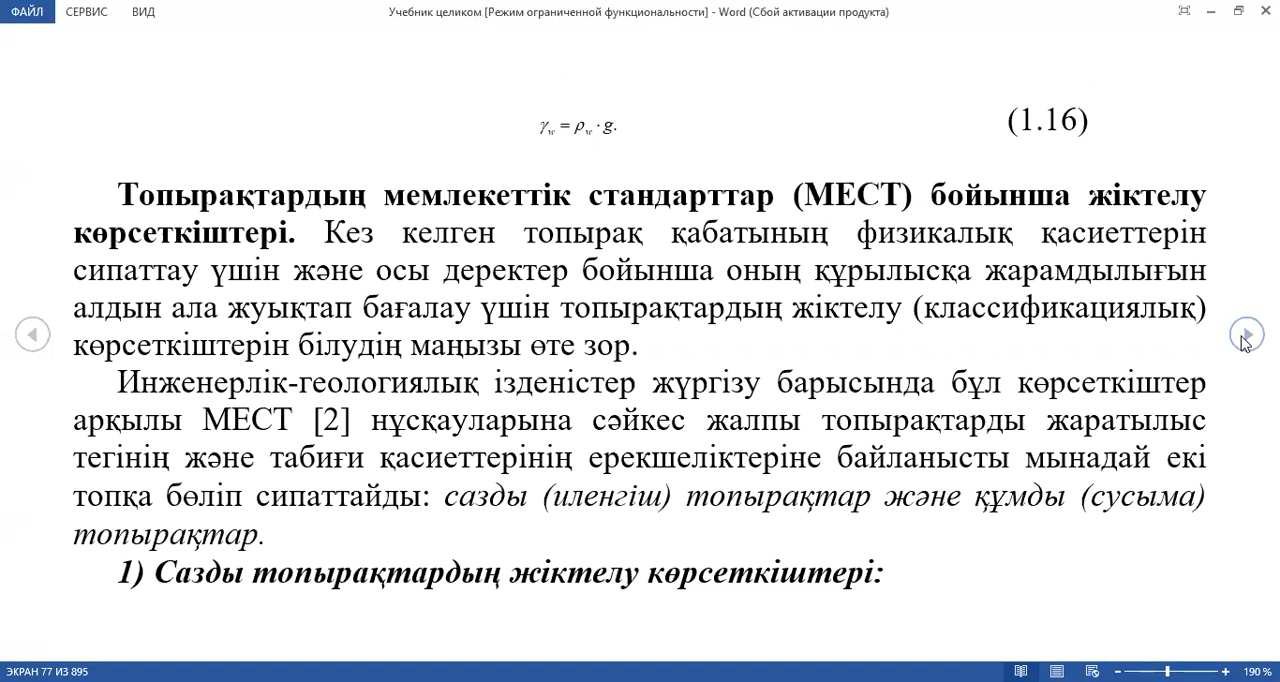 ФАЙЛ СЕРВИС ВИД Учебник целиком [Режим ограниченной функциональности] - Word (Сбой активации продукта)
γw = ρw · g. (1.16)
Топырақтардың мемлекеттік стандарттар (МЕСТ) бойынша жіктелу
көрсеткіштері. Кез келген топырақ қабатының физикалық қасиеттерін
сипаттау үшін және осы деректер бойынша оның құрылысқа жарамдылығын
алдын ала жуықтап бағалау үшін топырақтардың жіктелу (классификациялық)
көрсеткіштерін білудің маңызы өте зор.
Инженерлік-геологиялық ізденістер жүргізу барысында бұл көрсеткіштер
арқылы МЕСТ [2] нұсқауларына сәйкес жалпы топырақтарды жаратылыс
тегінің және табиғи қасиеттерінің ерекшеліктеріне байланысты мынадай екі
топқа бөліп сипаттайды: сазды (иленгіш) топырақтар және құмды (сусыма)
топырақтар.
1) Сазды топырақтардың жіктелу көрсеткіштері:
ЭКРАН 77 ИЗ 895 190 %